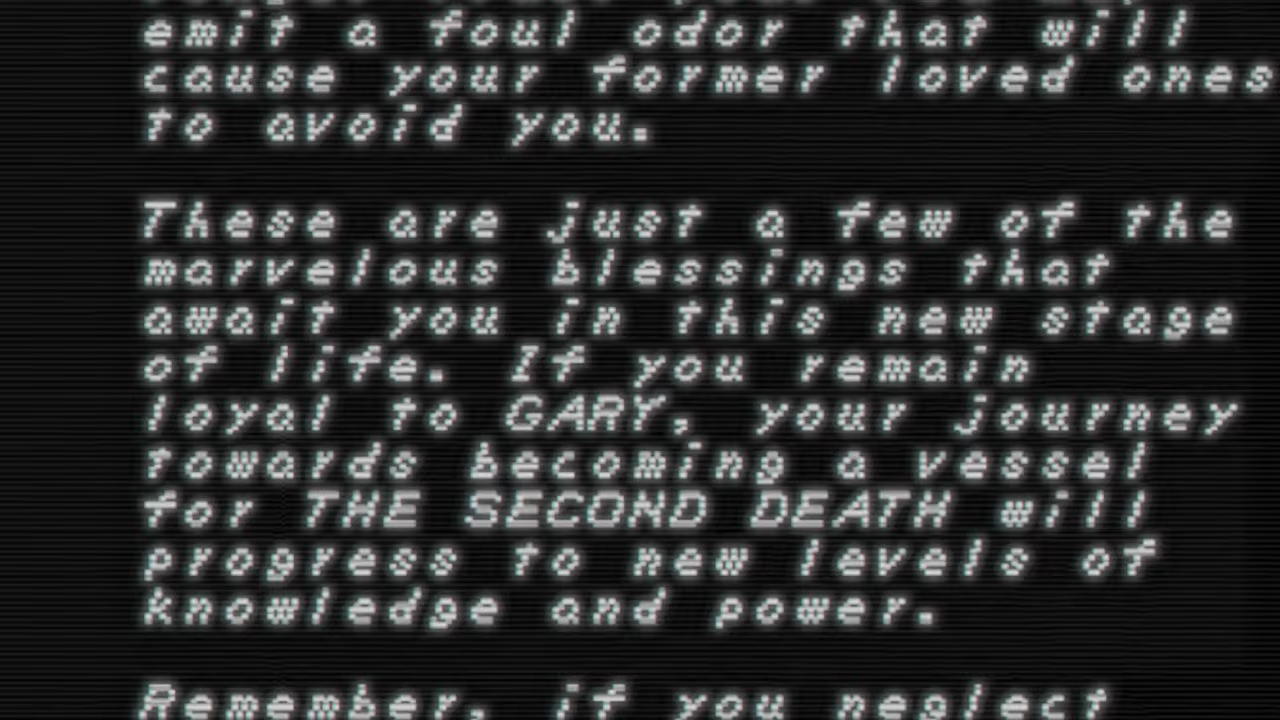 emit a foul odor that will
cause your former loved ones
to avoid you.
These are just a few of the
marvelous blessings that
await you in this new stage
of life. If you remain
loyal to GARY, your journey
towards becoming a vessel
for THE SECOND DEATH will
progress to new levels of
knowledge and power.
Remember, if you neglect